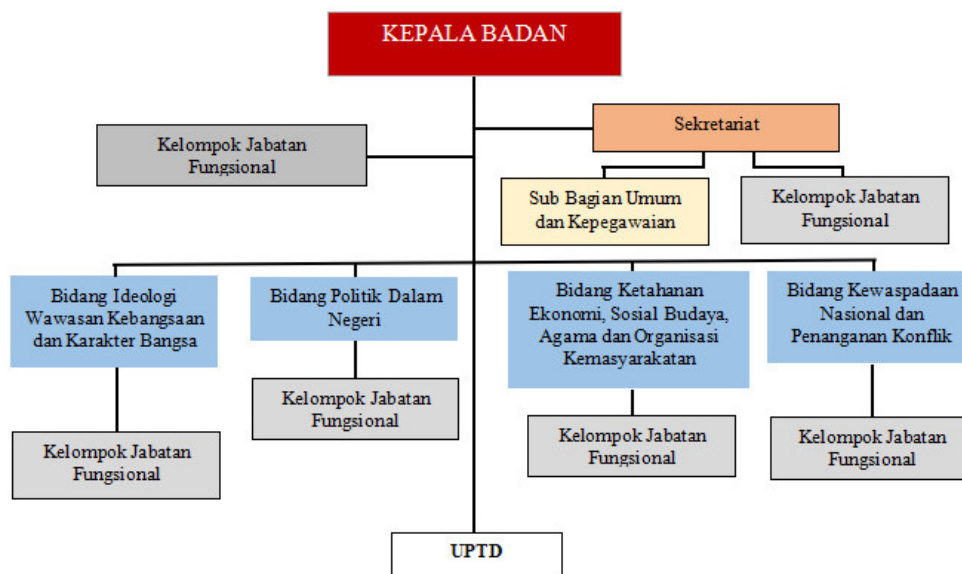 KEPALA BADAN
Sekretariat
Kelompok Jabatan
Fungsional
Sub Bagian Umum
dan Kepegawaian
Kelompok Jabatan
Fungsional
Bidang Ideologi
Wawasan Kebangsaan
dan Karakter Bangsa
Bidang Politik Dalam
Negeri
Bidang Ketahanan
Ekonomi, Sosial Budaya,
Agama dan Organisasi
Kemasyarakatan
Bidang Kewaspadaan
Nasional dan
Penanganan Konflik
Kelompok Jabatan
Fungsional
Kelompok Jabatan
Fungsional
Kelompok Jabatan
Fungsional
Kelompok Jabatan
Fungsional
UPTD